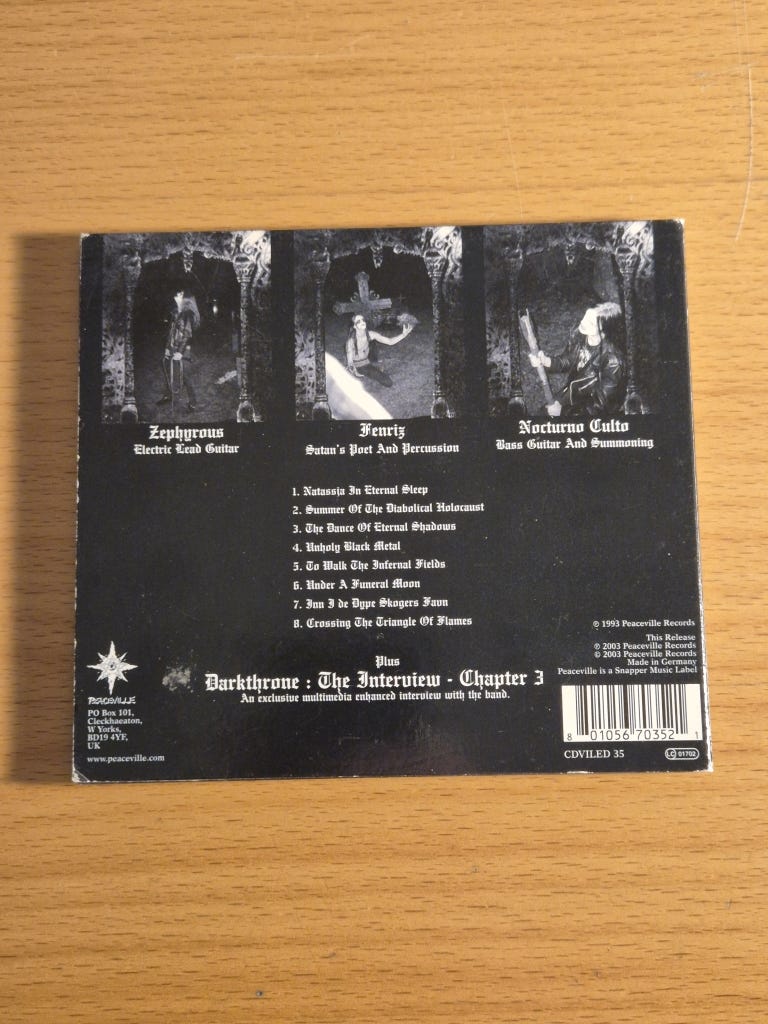 Zephyrous
Electric Lead Guitar
Fenriz
Satan's Poet And Percussion
Nocturno Culto
Bass Guitar And Summoning
1. Natassja In Eternal Sleep
2. Summer Of The Diabolical Holocaust
3. The Dance Of Eternal Shadows
4. Unholy Black Metal
5. To Walk The Infernal Fields
6. Under A Funeral Moon
7. Inn I de Dype Skogers Favn
8. Crossing The Triangle Of Flames
Plus
Darkthrone : The Interview - Chapter 3
An exclusive multimedia enhanced interview with the band.
PEACEVILLE
PO Box 101,
Cleckhaeaton,
W Yorks,
BD19 4YF,
UK
www.peaceville.com
℗ 1993 Peaceville Records
This Release
℗ 2003 Peaceville Records
© 2003 Peaceville Records
Made in Germany
Peaceville is a Snapper Music Label
8 01056 70352 1
CDVILED 35
LC 01702